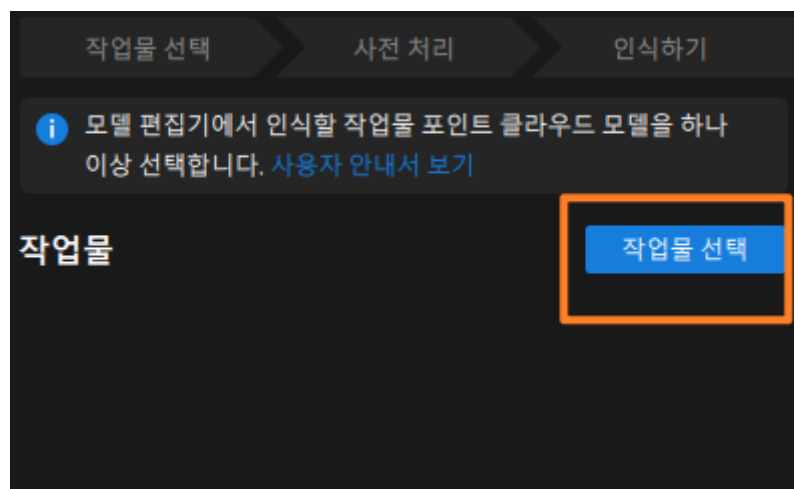 작업물 선택 사전 처리 인식하기
모델 편집기에서 인식할 작업물 포인트 클라우드 모델을 하나
이상 선택합니다. 사용자 안내서 보기
작업물 작업물 선택